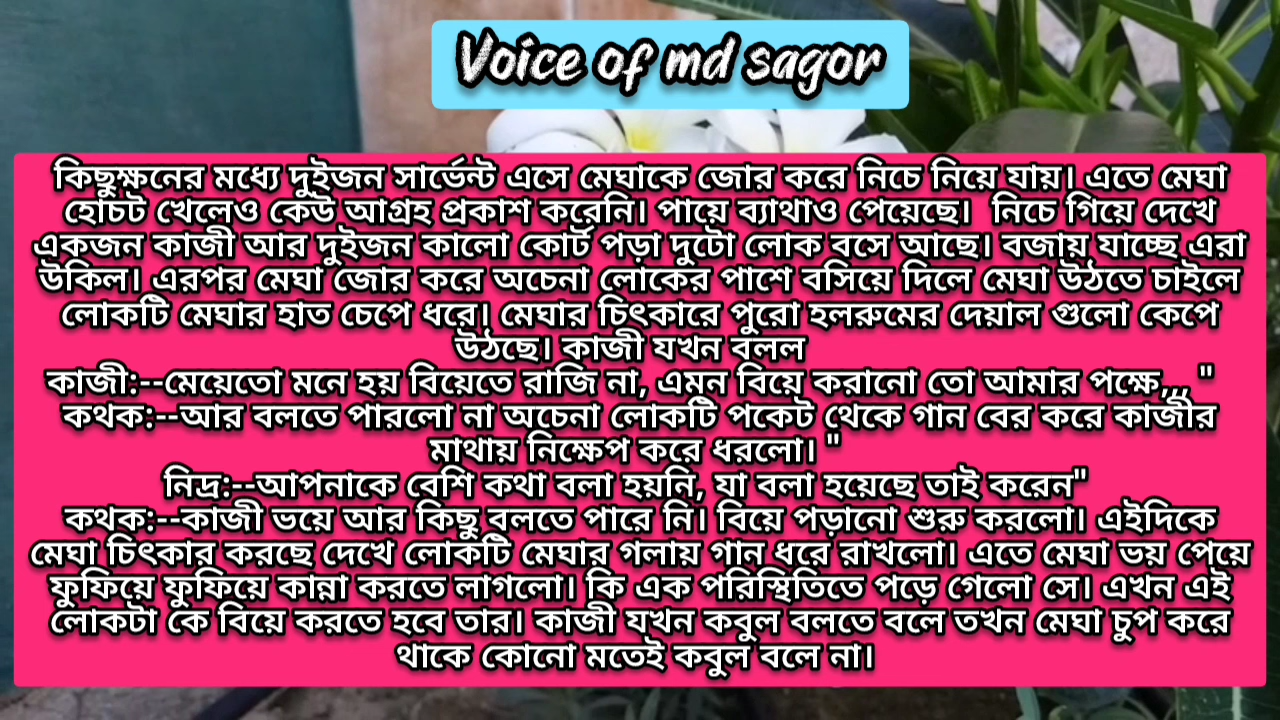 Voice of md sagor
কিছুক্ষনের মধ্যে দুইজন সার্ভেন্ট এসে মেঘাকে জোর করে নিচে নিয়ে যায়। এতে মেঘা
হোচট খেলেও কেউ আগ্রহ প্রকাশ করেনি। পায়ে ব্যাথাও পেয়েছে। নিচে গিয়ে দেখে
একজন কাজী আর দুইজন কালো কোর্ট পড়া দুটো লোক বসে আছে। বজায় যাচ্ছে এরা
উকিল। এরপর মেঘা জোর করে অচেনা লোকের পাশে বসিয়ে দিলে মেঘা উঠতে চাইলে
লোকটি মেঘার হাত চেপে ধরে। মেঘার চিৎকারে পুরো হলরুমের দেয়াল গুলো কেপে
উঠছে। কাজী যখন বলল
কাজী:--মেয়েতো মনে হয় বিয়েতে রাজি না, এমন বিয়ে করানো তো আমার পক্ষে,,, "
কথক:--আর বলতে পারলো না অচেনা লোকটি পকেট থেকে গান বের করে কাজীর
মাথায় নিক্ষেপ করে ধরলো। "
নিদ্র:--আপনাকে বেশি কথা বলা হয়নি, যা বলা হয়েছে তাই করেন"
কথক:--কাজী ভয়ে আর কিছু বলতে পারে নি। বিয়ে পড়ানো শুরু করলো। এইদিকে
মেঘা চিৎকার করছে দেখে লোকটি মেঘার গলায় গান ধরে রাখলো। এতে মেঘা ভয় পেয়ে
ফুফিয়ে ফুফিয়ে কান্না করতে লাগলো। কি এক পরিস্থিতিতে পড়ে গেলো সে। এখন এই
লোকটা কে বিয়ে করতে হবে তার। কাজী যখন কবুল বলতে বলে তখন মেঘা চুপ করে
থাকে কোনো মতেই কবুল বলে না।